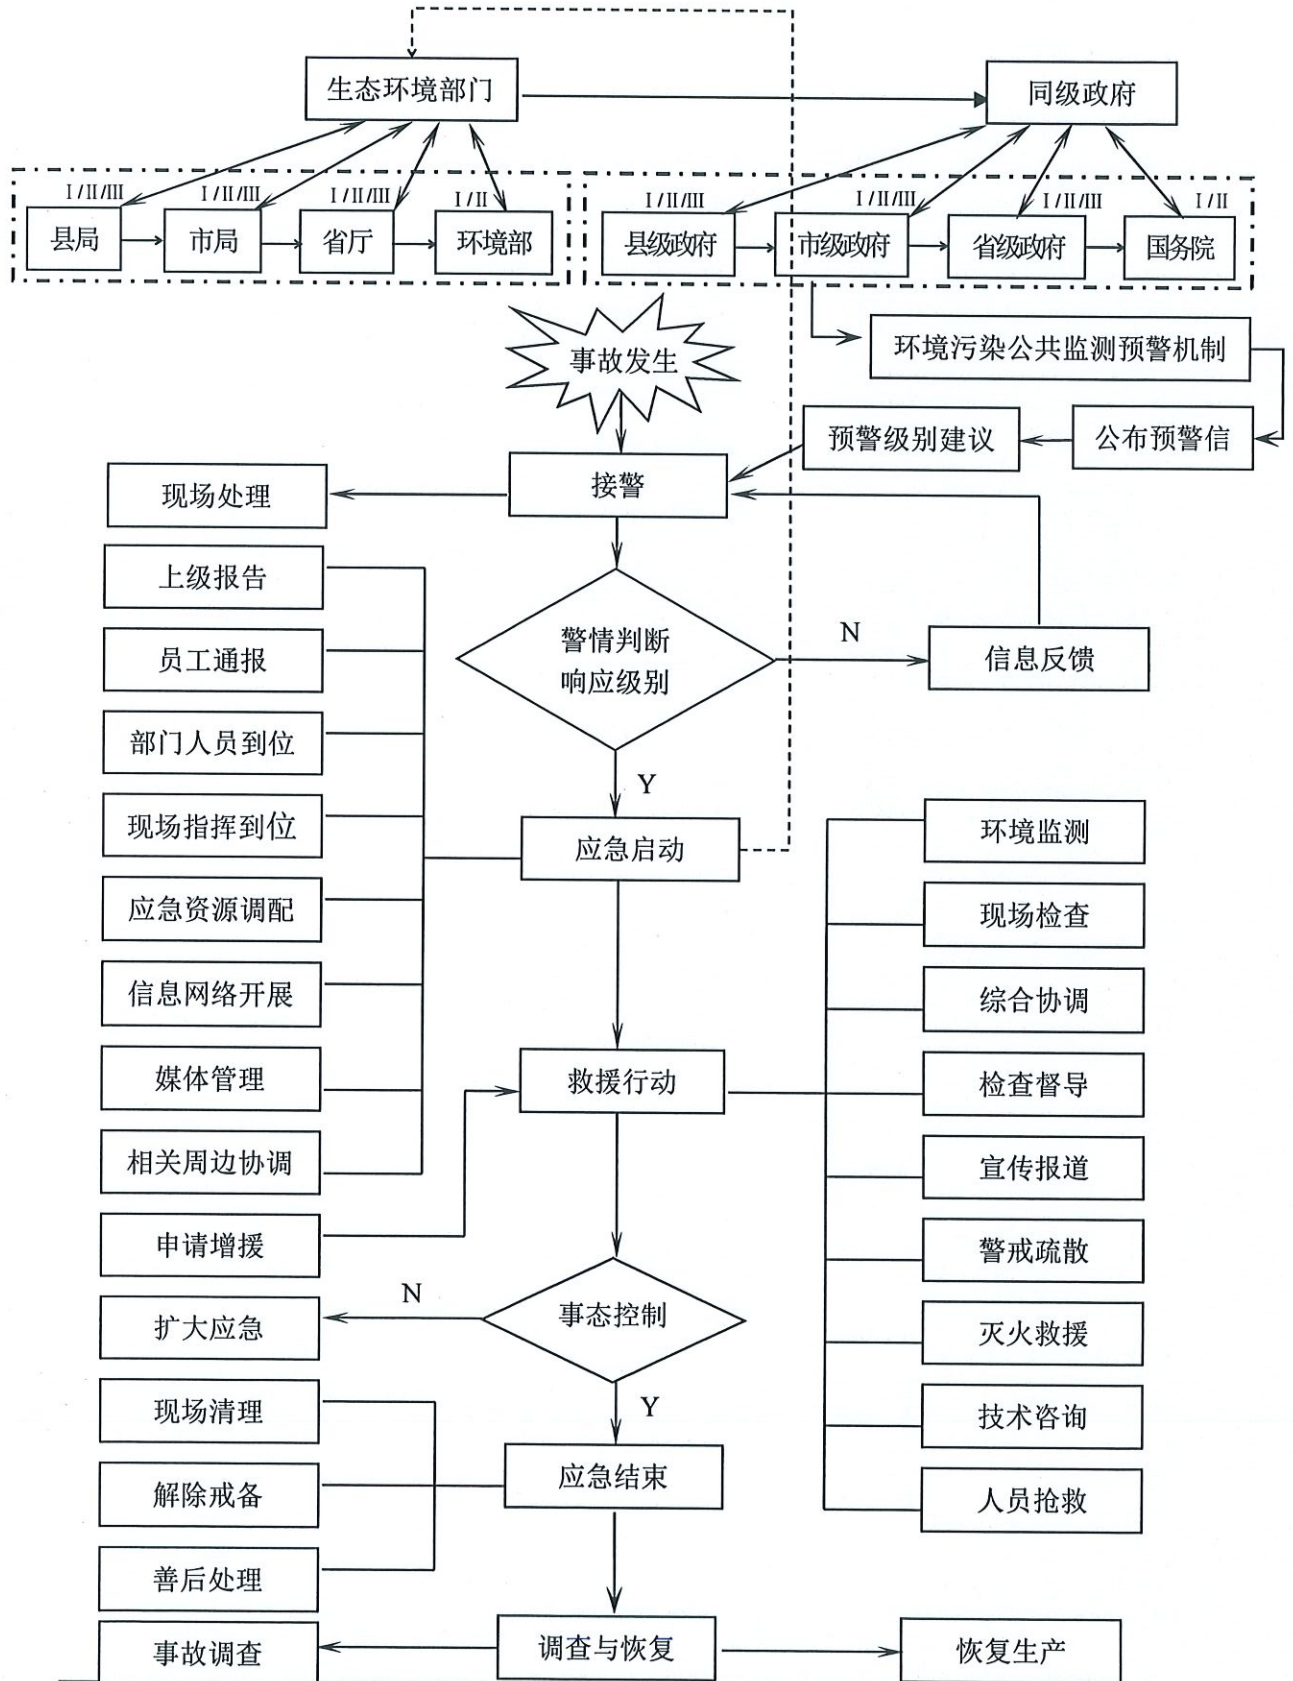 生态环境部门
同级政府
I/II/III
I/II/III
I/II/III
I/II
I/II/III
I/II/III
I/II/III
I/II
县局
市局
省厅
环境部
县级政府
市级政府
省级政府
国务院
事故发生
环境污染公共监测预警机制
预警级别建议
公布预警信
接警
现场处理
上级报告
员工通报
部门人员到位
现场指挥到位
应急资源调配
信息网络开展
媒体管理
相关周边协调
申请增援
扩大应急
现场清理
解除戒备
善后处理
事故调查
警情判断
响应级别
N
信息反馈
Y
应急启动
救援行动
N
事态控制
Y
应急结束
调查与恢复
环境监测
现场检查
综合协调
检查督导
宣传报道
警戒疏散
灭火救援
技术咨询
人员抢救
恢复生产